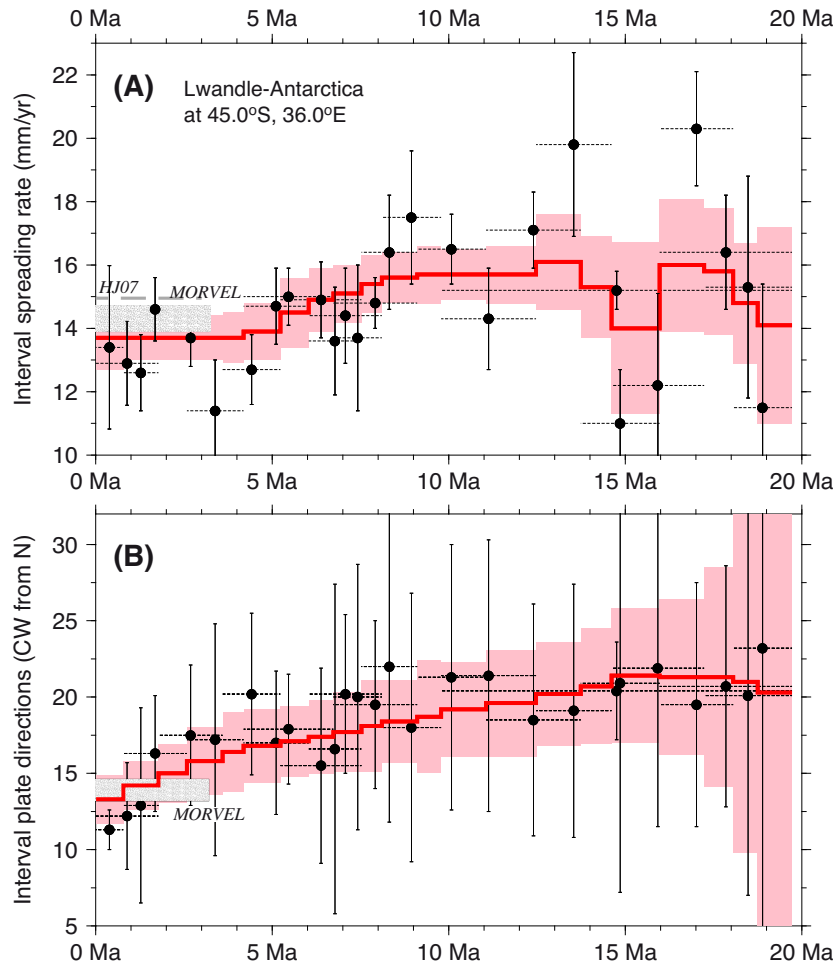 0 Ma 5 Ma 10 Ma 15 Ma 20 Ma
(A) Lwandle-Antarctica
at 45.0°S, 36.0°E
HJ07
MORVEL
Interval spreading rate (mm/yr)
22
20
18
16
14
12
10
0 Ma 5 Ma 10 Ma 15 Ma 20 Ma
(B)
MORVEL
Interval plate directions (CW from N)
30
25
20
15
10
5
0 Ma 5 Ma 10 Ma 15 Ma 20 Ma